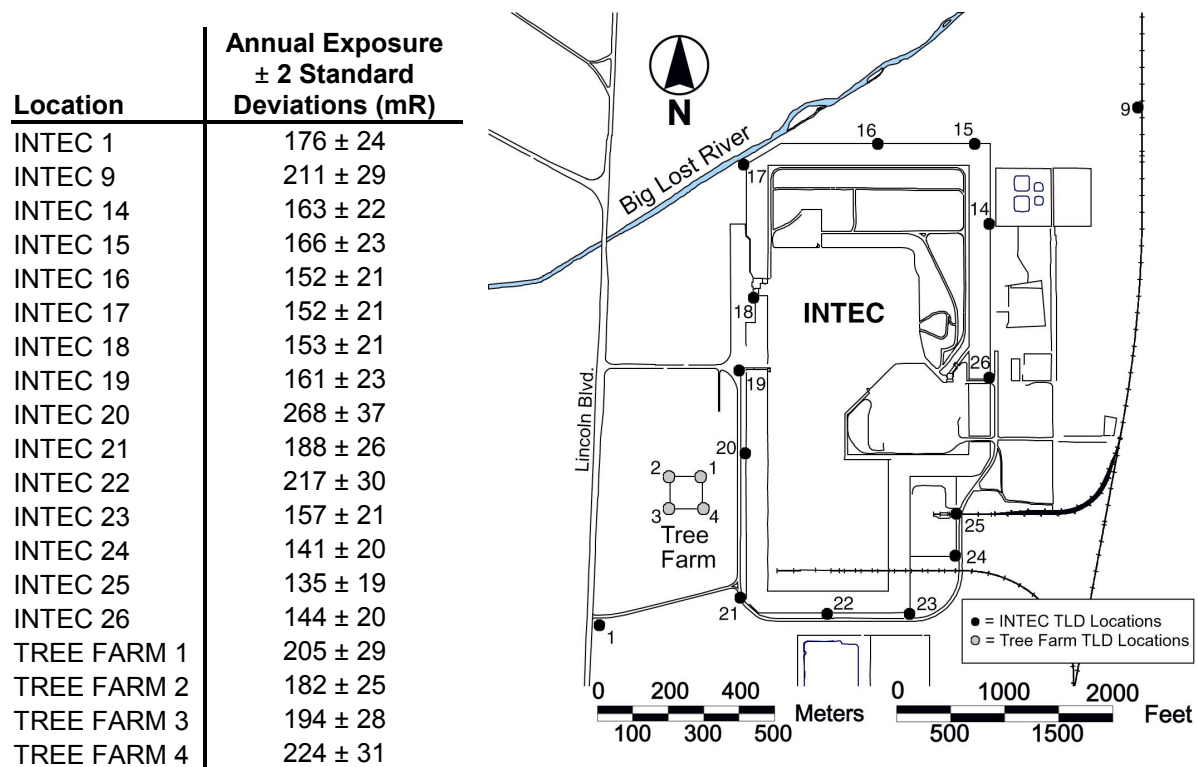 Location
Annual Exposure
± 2 Standard
Deviations (mR)
INTEC 1 176 ± 24
INTEC 9 211 ± 29
INTEC 14 163 ± 22
INTEC 15 166 ± 23
INTEC 16 152 ± 21
INTEC 17 152 ± 21
INTEC 18 153 ± 21
INTEC 19 161 ± 23
INTEC 20 268 ± 37
INTEC 21 188 ± 26
INTEC 22 217 ± 30
INTEC 23 157 ± 21
INTEC 24 141 ± 20
INTEC 25 135 ± 19
INTEC 26 144 ± 20
TREE FARM 1 205 ± 29
TREE FARM 2 182 ± 25
TREE FARM 3 194 ± 28
TREE FARM 4 224 ± 31
N
Big Lost River
9
16
15
17
14
18
INTEC
26
19
Lincoln Blvd.
20
2
1
3
4
Tree
Farm
25
24
21
22
23
1
● = INTEC TLD Locations
● = Tree Farm TLD Locations
0 200 400
Meters
100 300 500
0 1000 2000
Feet
500 1500